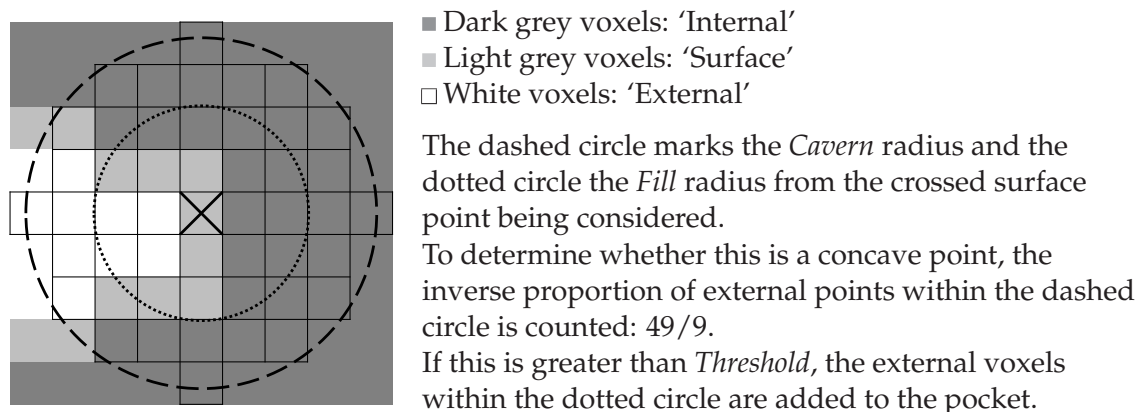 Dark grey voxels: ‘Internal’
Light grey voxels: ‘Surface’
White voxels: ‘External’
The dashed circle marks the Cavern radius and the
dotted circle the Fill radius from the crossed surface
point being considered.
To determine whether this is a concave point, the
inverse proportion of external points within the dashed
circle is counted: 49/9.
If this is greater than Threshold, the external voxels
within the dotted circle are added to the pocket.